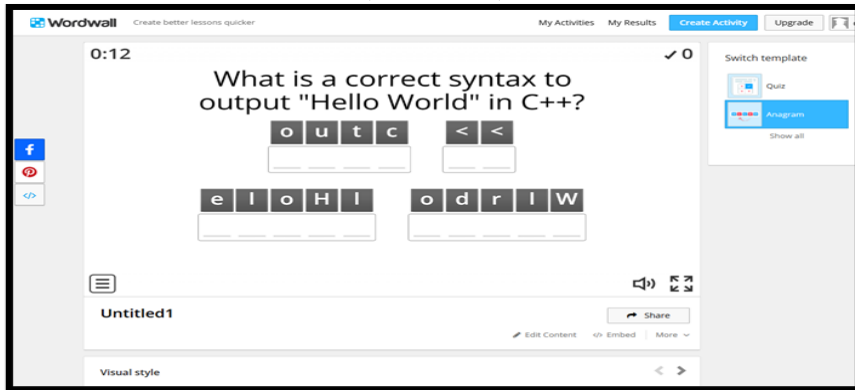 Wordwall Create better lessons quicker My Activities My Results Create Activity Upgrade
0:12 ✓ 0
Switch template
Quiz
Anagram
Show all
What is a correct syntax to
output "Hello World" in C++?
o u t c < <
e l o H l o d r l W
Untitled1
Share
Edit Content </> Embed More
Visual style